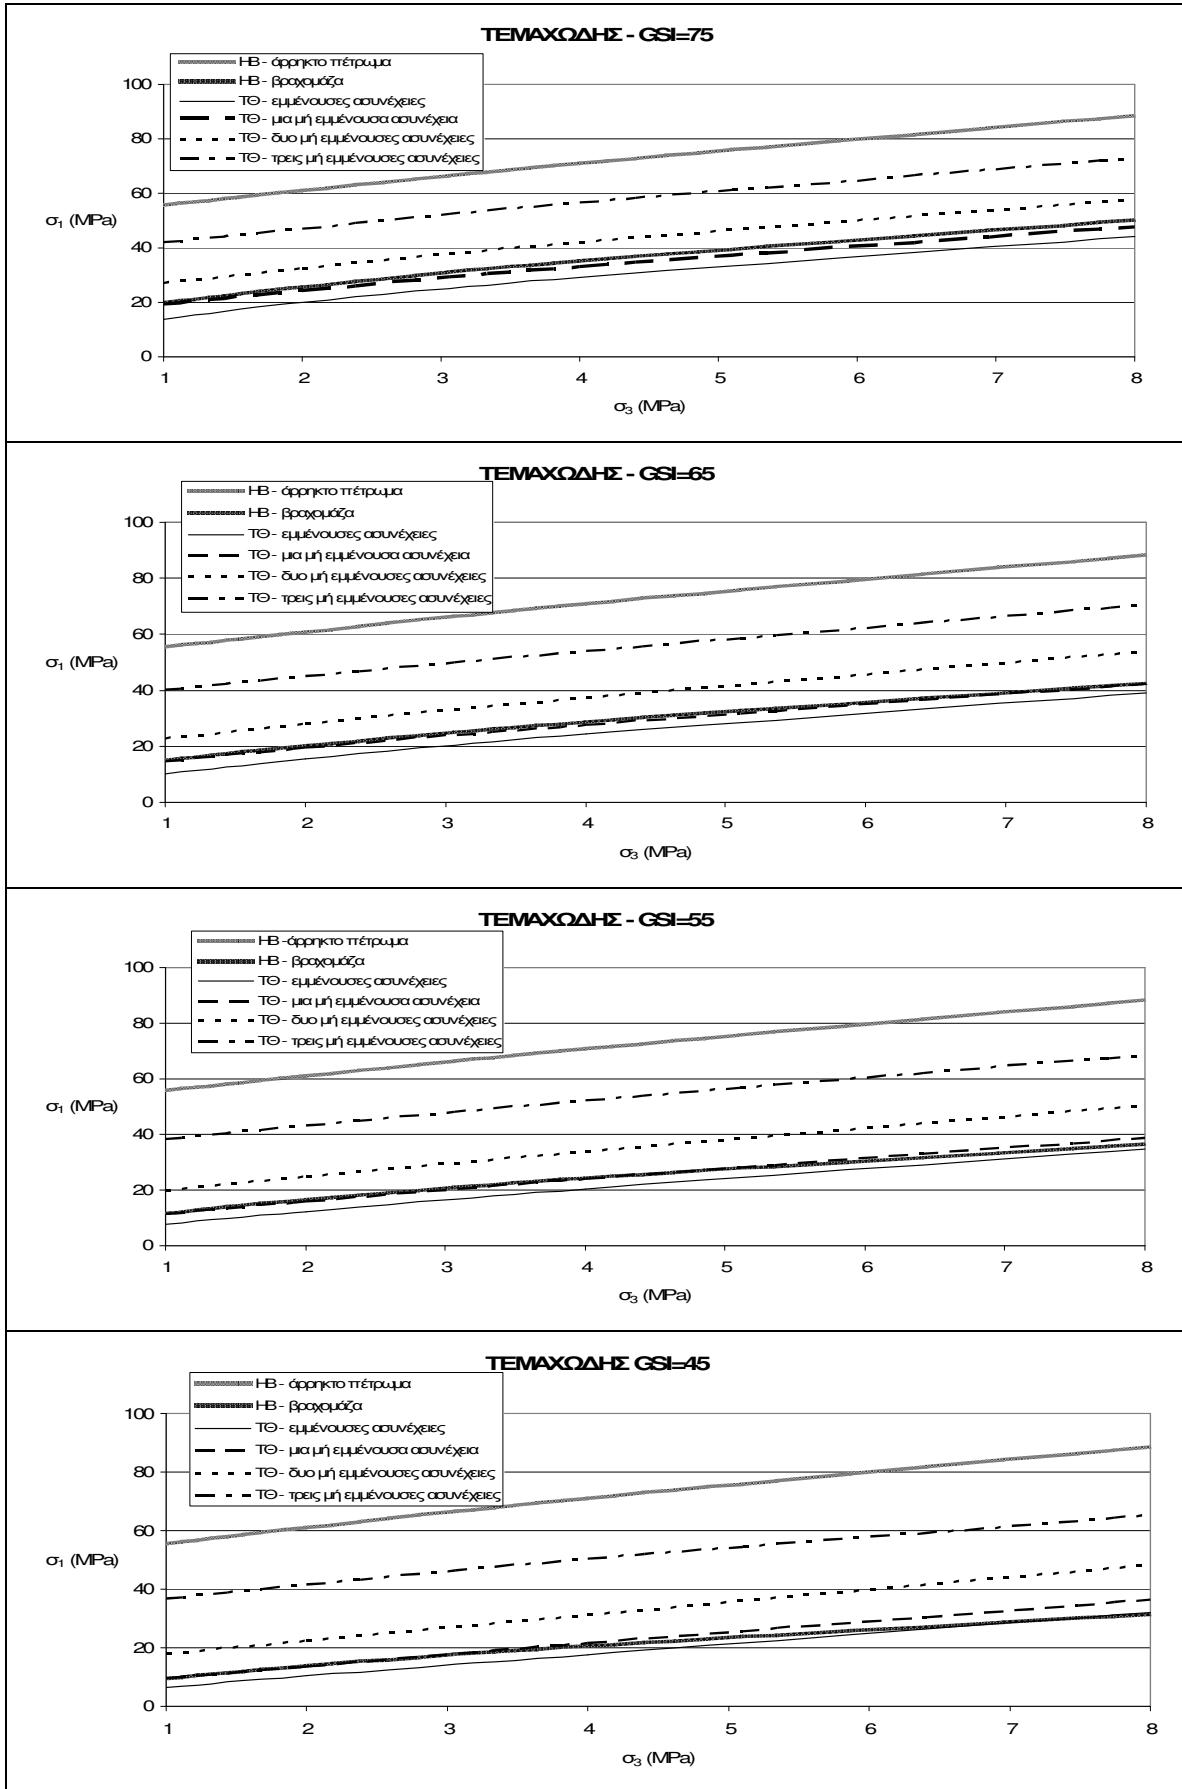 ΤΕΜΑΧΩΔΗΣ - GSI=75
HB - άρρηκτο πέτρωμα
HB - βραχομάζα
ΤΘ - εμμένουσες ασυνέχειες
ΤΘ - μια μή εμμένουσα ασυνέχεια
ΤΘ - δυο μή εμμένουσες ασυνέχειες
ΤΘ - τρεις μή εμμένουσες ασυνέχειες
100
80
60
40
20
0
σ1 (MPa)
1 2 3 4 5 6 7 8
σ3 (MPa)
ΤΕΜΑΧΩΔΗΣ - GSI=65
HB - άρρηκτο πέτρωμα
HB - βραχομάζα
ΤΘ - εμμένουσες ασυνέχειες
ΤΘ - μια μή εμμένουσα ασυνέχεια
ΤΘ - δυο μή εμμένουσες ασυνέχειες
ΤΘ - τρεις μή εμμένουσες ασυνέχειες
100
80
60
40
20
0
σ1 (MPa)
1 2 3 4 5 6 7 8
σ3 (MPa)
ΤΕΜΑΧΩΔΗΣ - GSI=55
HB -άρρηκτο πέτρωμα
HB - βραχομάζα
ΤΘ - εμμένουσες ασυνέχειες
ΤΘ - μια μή εμμένουσα ασυνέχεια
ΤΘ - δυο μή εμμένουσες ασυνέχειες
ΤΘ - τρεις μή εμμένουσες ασυνέχειες
100
80
60
40
20
0
σ1 (MPa)
1 2 3 4 5 6 7 8
σ3 (MPa)
ΤΕΜΑΧΩΔΗΣ GSI=45
HB - άρρηκτο πέτρωμα
HB - βραχομάζα
ΤΘ - εμμένουσες ασυνέχειες
ΤΘ - μια μή εμμένουσα ασυνέχεια
ΤΘ - δυο μή εμμένουσες ασυνέχειες
ΤΘ - τρεις μή εμμένουσες ασυνέχειες
100
80
60
40
20
0
σ1 (MPa)
1 2 3 4 5 6 7 8
σ3 (MPa)